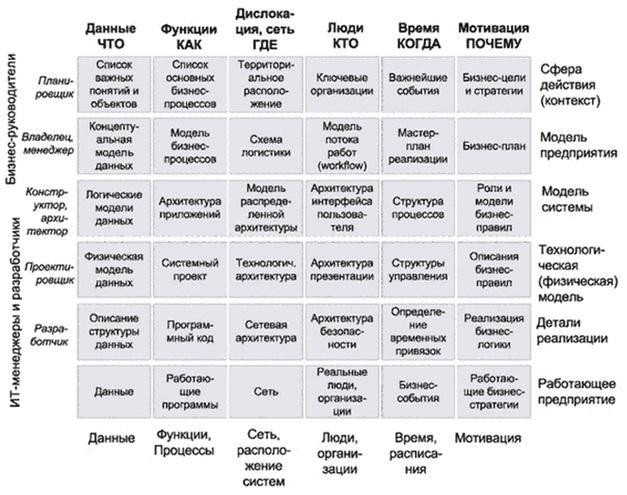 Данные
ЧТО
Функции
КАК
Дислока-
ция, сеть
ГДЕ
Люди
КТО
Время
КОГДА
Мотивация
ПОЧЕМУ
Бизнес-руководители
Плани-
ровщик
Список
важных
понятий и
объектов
Список
основных
бизнес-
процессов
Территори-
альное
располо-
жение
Ключевые
организации
Важнейшие
события
Бизнес-цели
и стратегии
Сфера
действия
(контекст)
Владелец,
менеджер
Концепту-
альная
модель
данных
Модель
бизнес-
процессов
Схема
логистики
Модель
потока
работ
(workflow)
Мастер-
план
реализации
Бизнес-план
Модель
предприятия
ИТ-менеджеры и разработчики
Констр-
уктор,
архи-
тектор
Логические
модели
данных
Архитектура
приложений
Модель
распреде-
ленной
архитектуры
Архитектура
интерфейса
пользова-
теля
Структура
процессов
Роли и
модели
бизнес-
правил
Модель
системы
Проекти-
ровщик
Физическая
модель
данных
Системный
проект
Технологич.
архитектура
Архитектура
презентации
Структуры
управления
Описания
бизнес-
правил
Технологи-
ческая
(физическая)
модель
Разра-
ботчик
Описание
структуры
данных
Програм-
мный код
Сетевая
архитектура
Архитектура
безопас-
ности
Определе-
ние
временных
привязок
Реализация
бизнес-
логики
Детали
реализации
Данные
Работаю-
щие
программы
Сеть
Реальные
люди,
организа-
ции
Бизнес-
события
Работаю-
щие бизнес-
стратегии
Работающее
предприятие
Данные
Функции,
Процессы
Сеть,
располо-
жение
систем
Люди,
органи-
зации
Время,
расписа-
ния
Мотивация